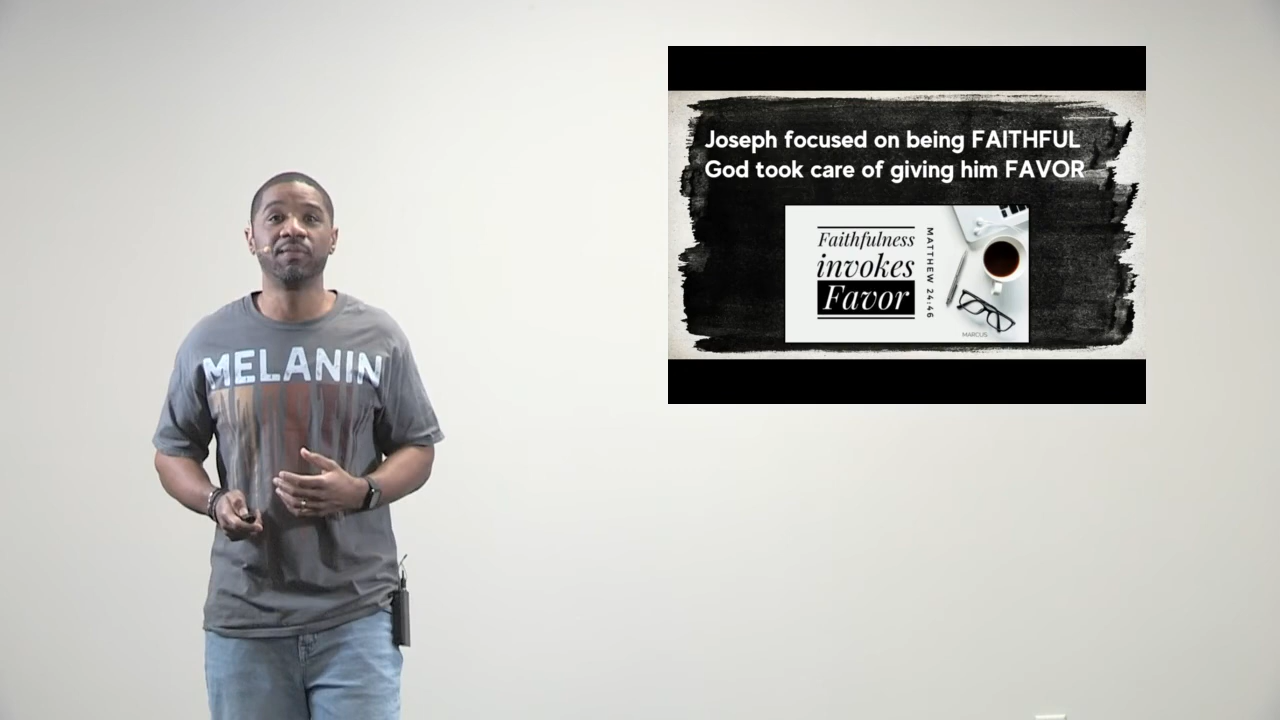 Joseph focused on being FAITHFUL
God took care of giving him FAVOR
Faithfulness
invokes
Favor
MATTHEW 24:46
MARCUS
MELANIN